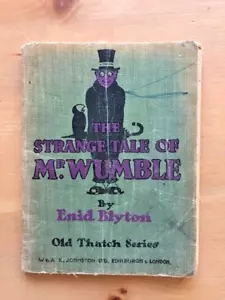 THE
STRANGE TALE OF
MR. WUMBLE
By
Enid Blyton
Old Thatch Series
W. & A. K. JOHNSTON LTD., EDINBURGH & LONDON.